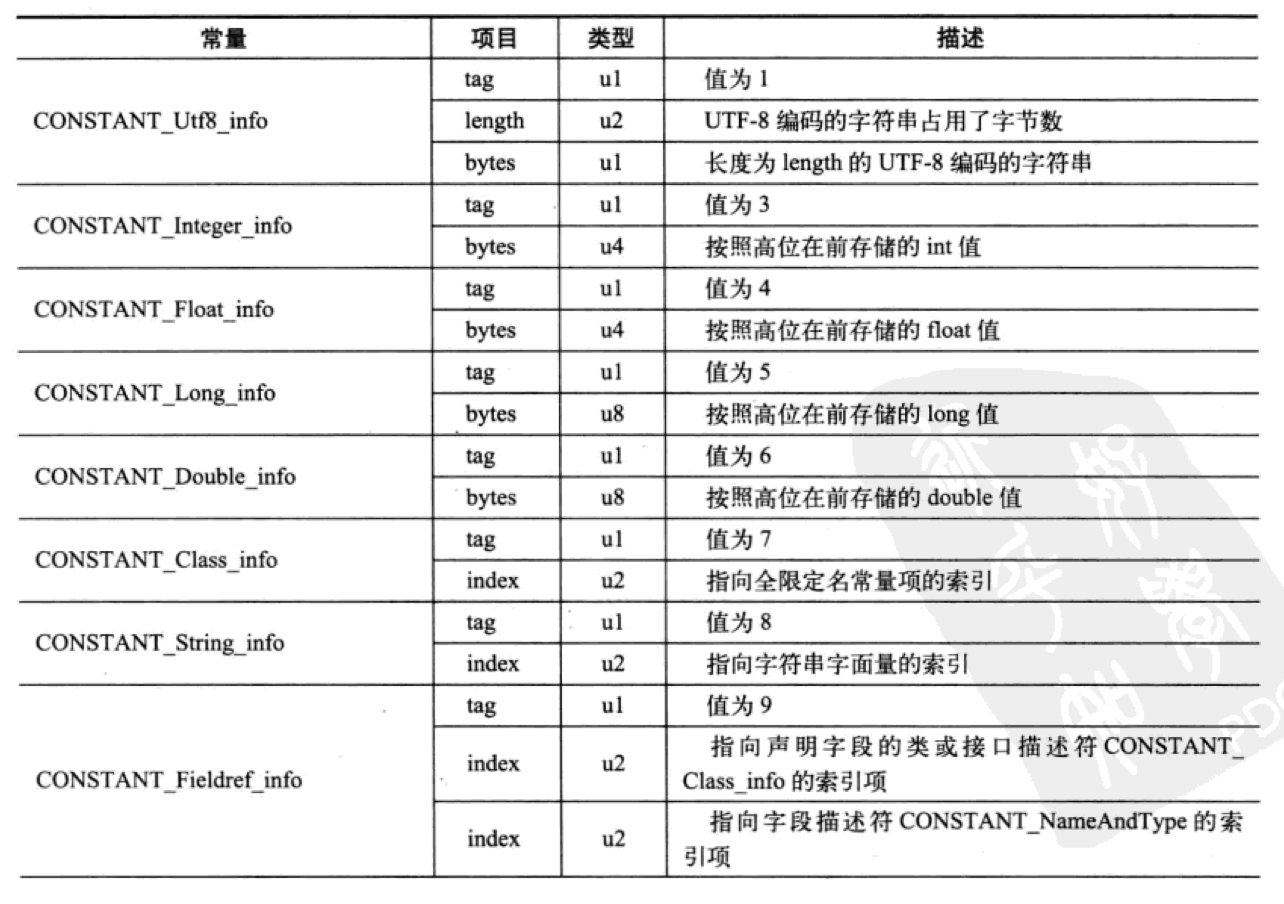 常量 项目 类型 描述
CONSTANT_Utf8_info
tag u1 值为 1
length u2 UTF-8 编码的字符串占用了字节数
bytes u1 长度为 length 的 UTF-8 编码的字符串
CONSTANT_Integer_info
tag u1 值为 3
bytes u4 按照高位在前存储的 int 值
CONSTANT_Float_info
tag u1 值为 4
bytes u4 按照高位在前存储的 float 值
CONSTANT_Long_info
tag u1 值为 5
bytes u8 按照高位在前存储的 long 值
CONSTANT_Double_info
tag u1 值为 6
bytes u8 按照高位在前存储的 double 值
CONSTANT_Class_info
tag u1 值为 7
index u2 指向全限定名常量项的索引
CONSTANT_String_info
tag u1 值为 8
index u2 指向字符串字面量的索引
CONSTANT_Fieldref_info
tag u1 值为 9
index u2 指向声明字段的类或接口描述符 CONSTANT_
Class_info 的索引项
index u2 指向字段描述符 CONSTANT_NameAndType 的索
引项